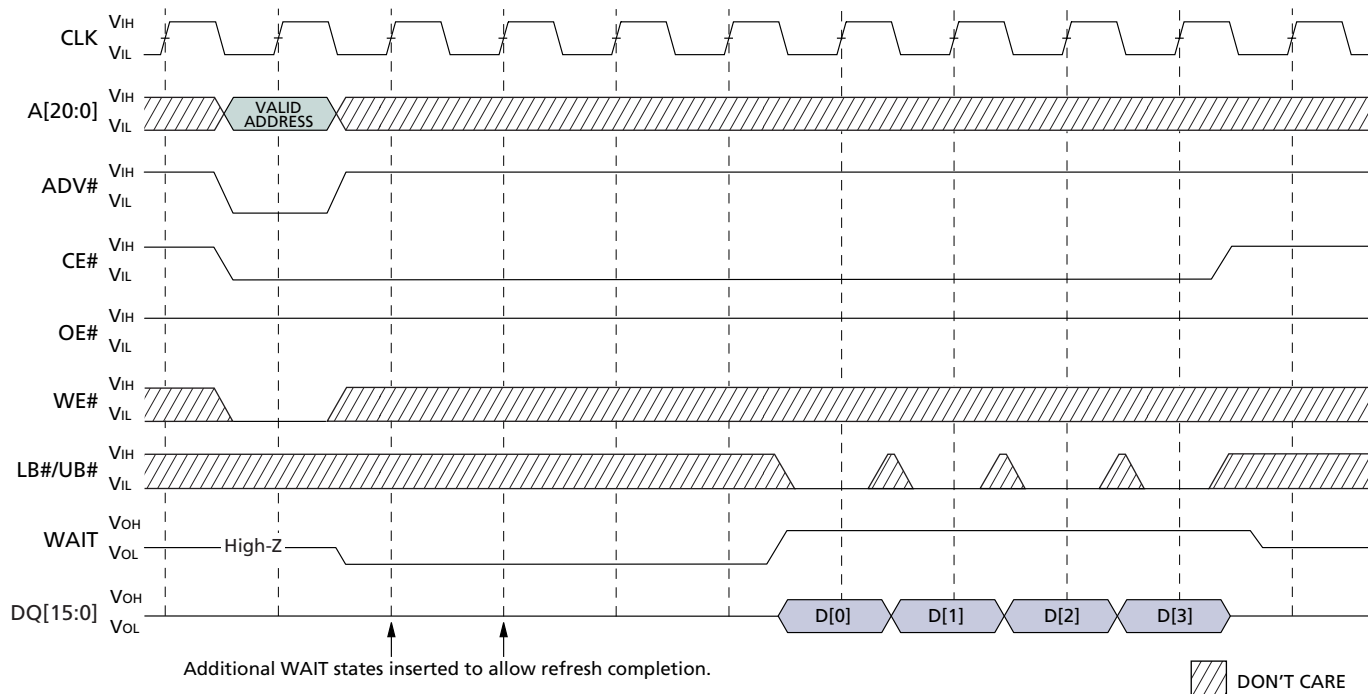 CLK VIH
VIL
A[20:0] VIH
VIL
VALID
ADDRESS
ADV# VIH
VIL
CE# VIH
VIL
OE# VIH
VIL
WE# VIH
VIL
LB#/UB# VIH
VIL
WAIT VOH
VOL
High-Z
DQ[15:0] VOH
VOL
D[0] D[1] D[2] D[3]
Additional WAIT states inserted to allow refresh completion.
DON'T CARE